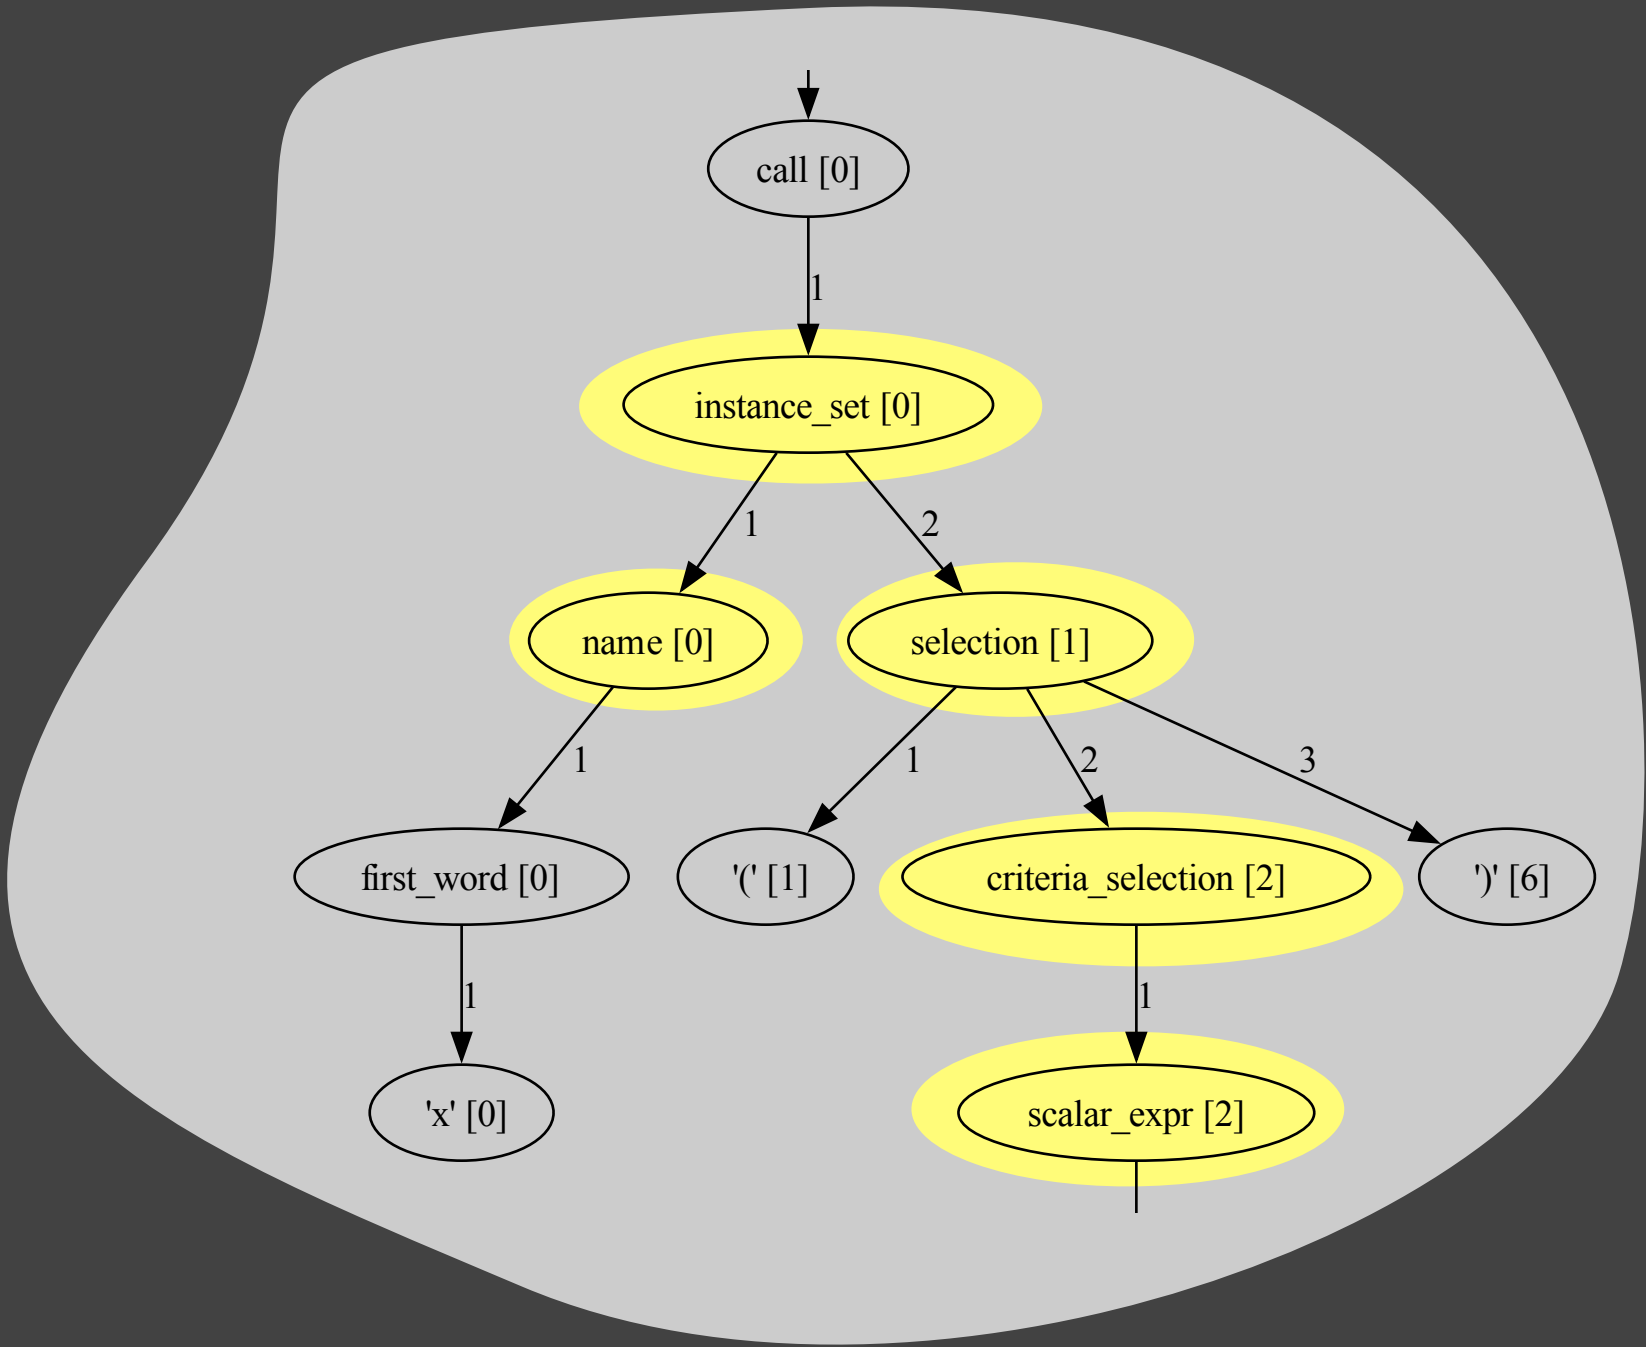 call [0]
1
instance_set [0]
1
2
name [0]
selection [1]
1
1
2
3
first_word [0]
'(' [1]
criteria_selection [2]
')' [6]
1
1
'x' [0]
scalar_expr [2]